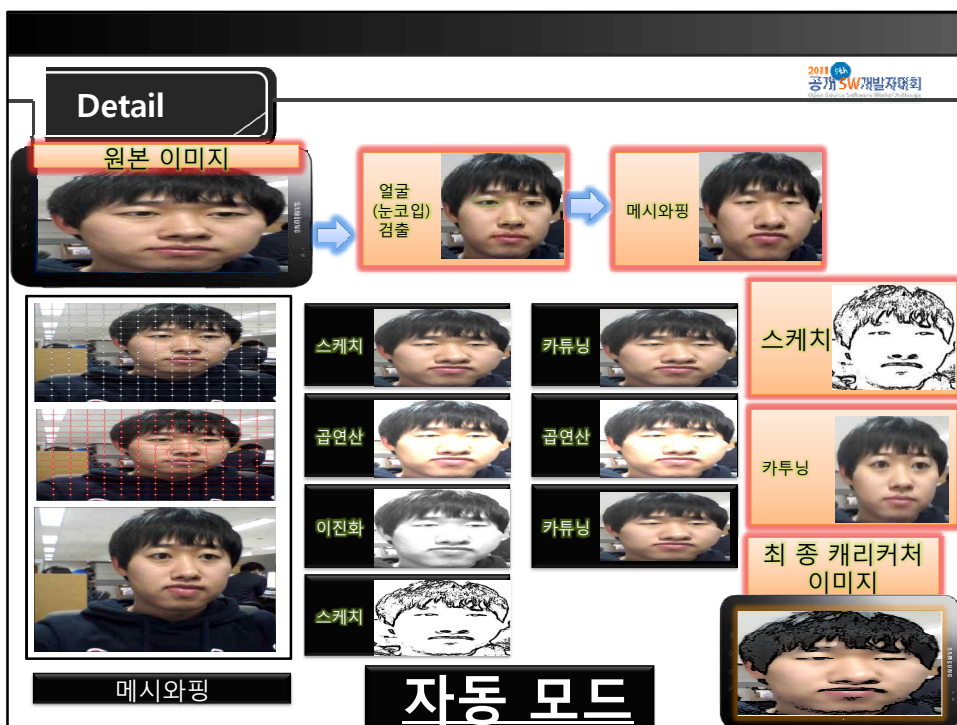 2011 5th
공개SW개발자대회
Open Source Software World Challenge
Detail
원본 이미지
SAMSUNG
얼굴
(눈코입)
검출
메시와핑
스케치
카튜닝
스케치
곱연산
곱연산
카투닝
이진화
카튜닝
최 종 캐리커처
이미지
스케치
SAMSUNG
메시와핑
자동 모드